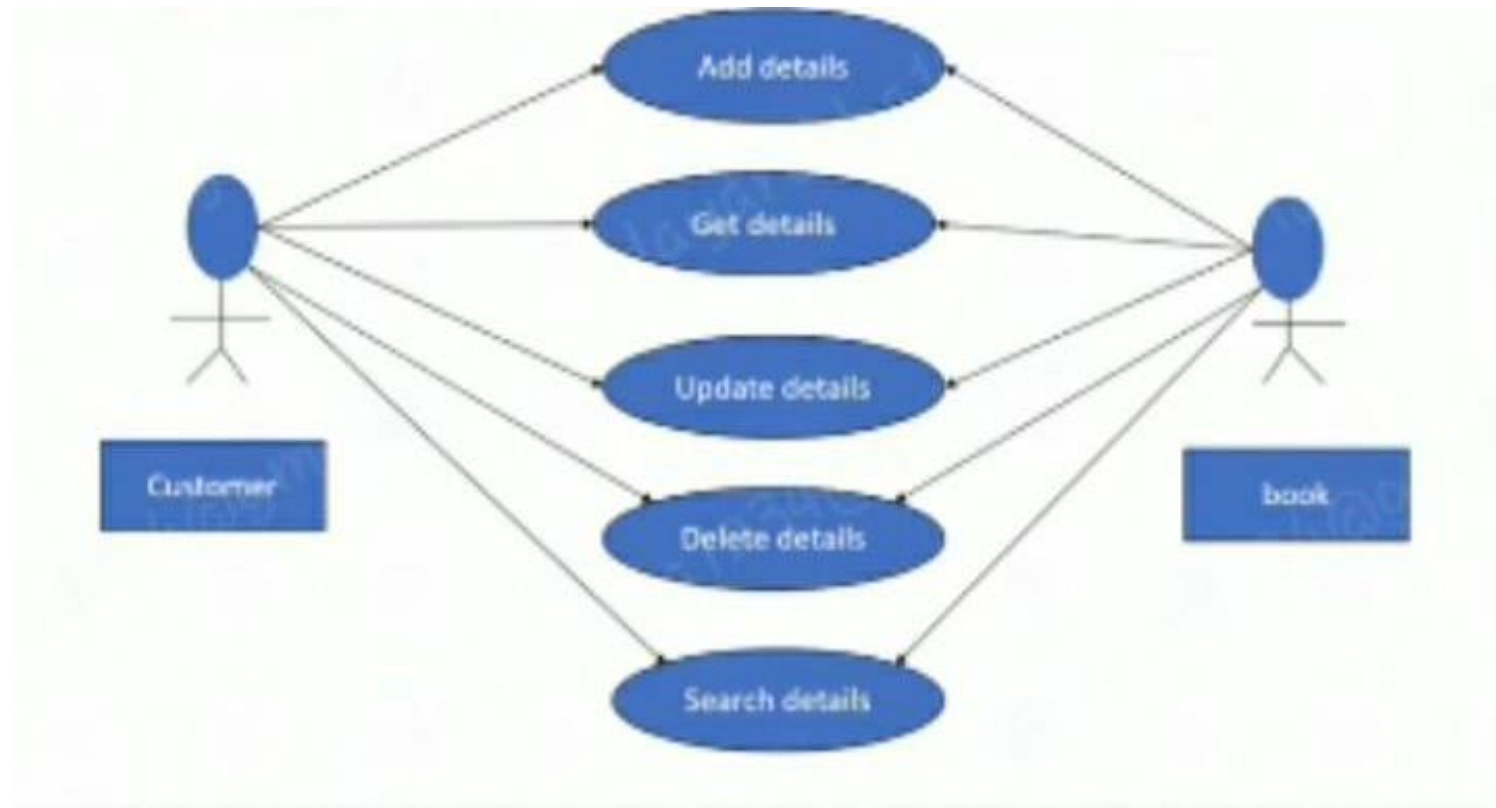 Add details
Get details
Update details
Customer
book
Delete details
Search details